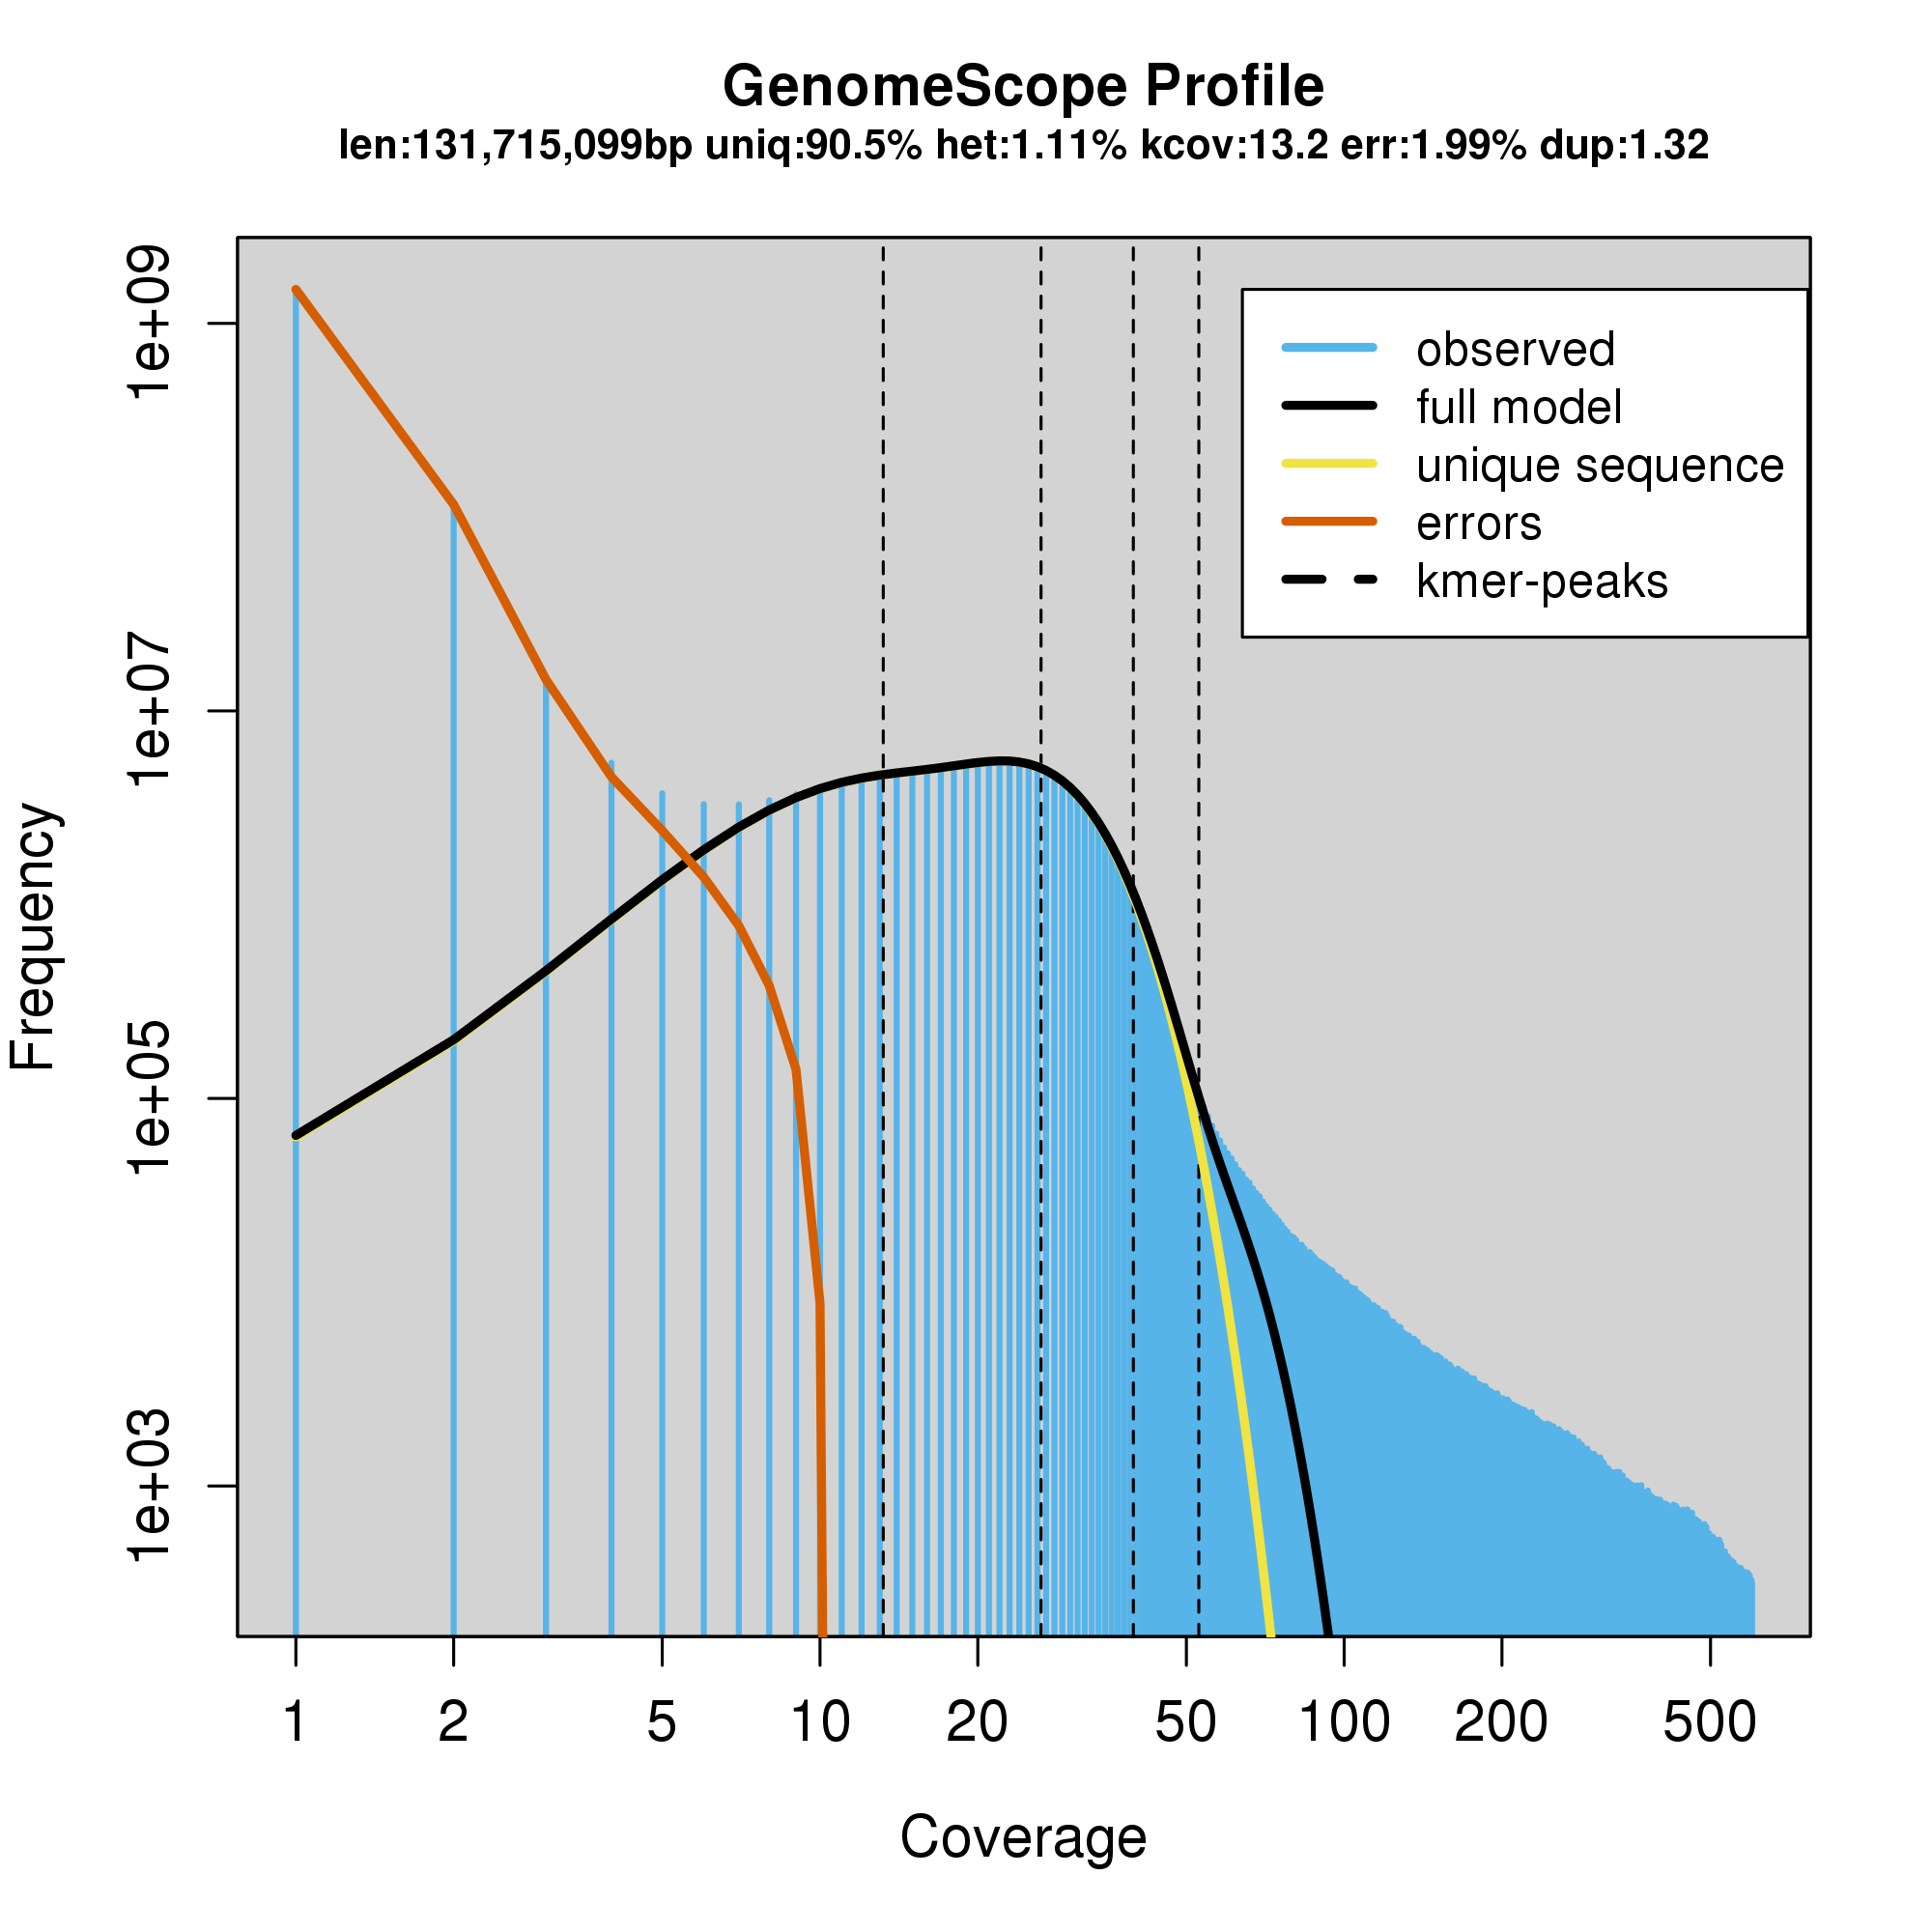 GenomeScope Profile
len:131,715,099bp uniq:90.5% het:1.11% kcov:13.2 err:1.99% dup:1.32
observed
full model
unique sequence
errors
kmer-peaks
Frequency
1e+09
1e+07
1e+05
1e+03
1 2 5 10 20 50 100 200 500
Coverage